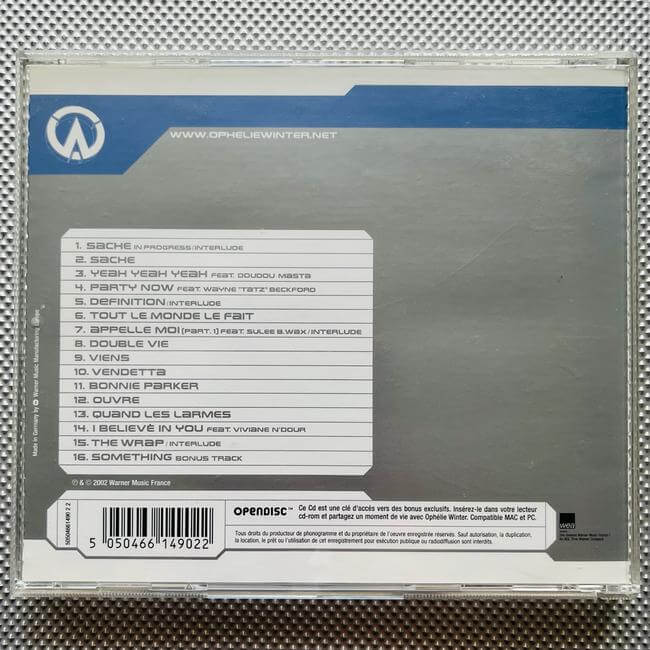 WWW.OPHELIEWINTER.NET
1. SACHE IN PROGRESS/INTERLUDE
2. SACHE
3. YEAH YEAH YEAH FEAT. DOUDOU MASTA
4. PARTY NOW FEAT. WAYNE "TATZ" BECKFORD
5. DEFINITION/INTERLUDE
6. TOUT LE MONDE LE FAIT
7. APPELLE MOI (PART. 1) FEAT. SULEE B.WAX/INTERLUDE
8. DOUBLE VIE
9. VIENS
10. VENDETTA
11. BONNIE PARKER
12. OUVRE
13. QUAND LES LARMES
14. I BELIEVE IN YOU FEAT. VIVIANE N'DOUR
15. THE WRAP/INTERLUDE
16. SOMETHING BONUS TRACK
Made in Germany by Warner Music Manufacturing Europe
℗ & © 2002 Warner Music France
50504661490 2 2
5 050466 149022
OPENDISC™
Ce Cd est une clé d'accès vers des bonus exclusifs. Insérez-le dans votre lecteur
cd-rom et partagez un moment de vie avec Ophélie Winter. Compatible MAC et PC.
Tous droits du producteur de phonogramme et du propriétaire de l'oeuvre enregistrée réservés. Sauf autorisation, la duplication,
la location, le prêt ou l'utilisation de cet enregistrement pour exécution publique ou radiodiffusion sont interdits.
wea